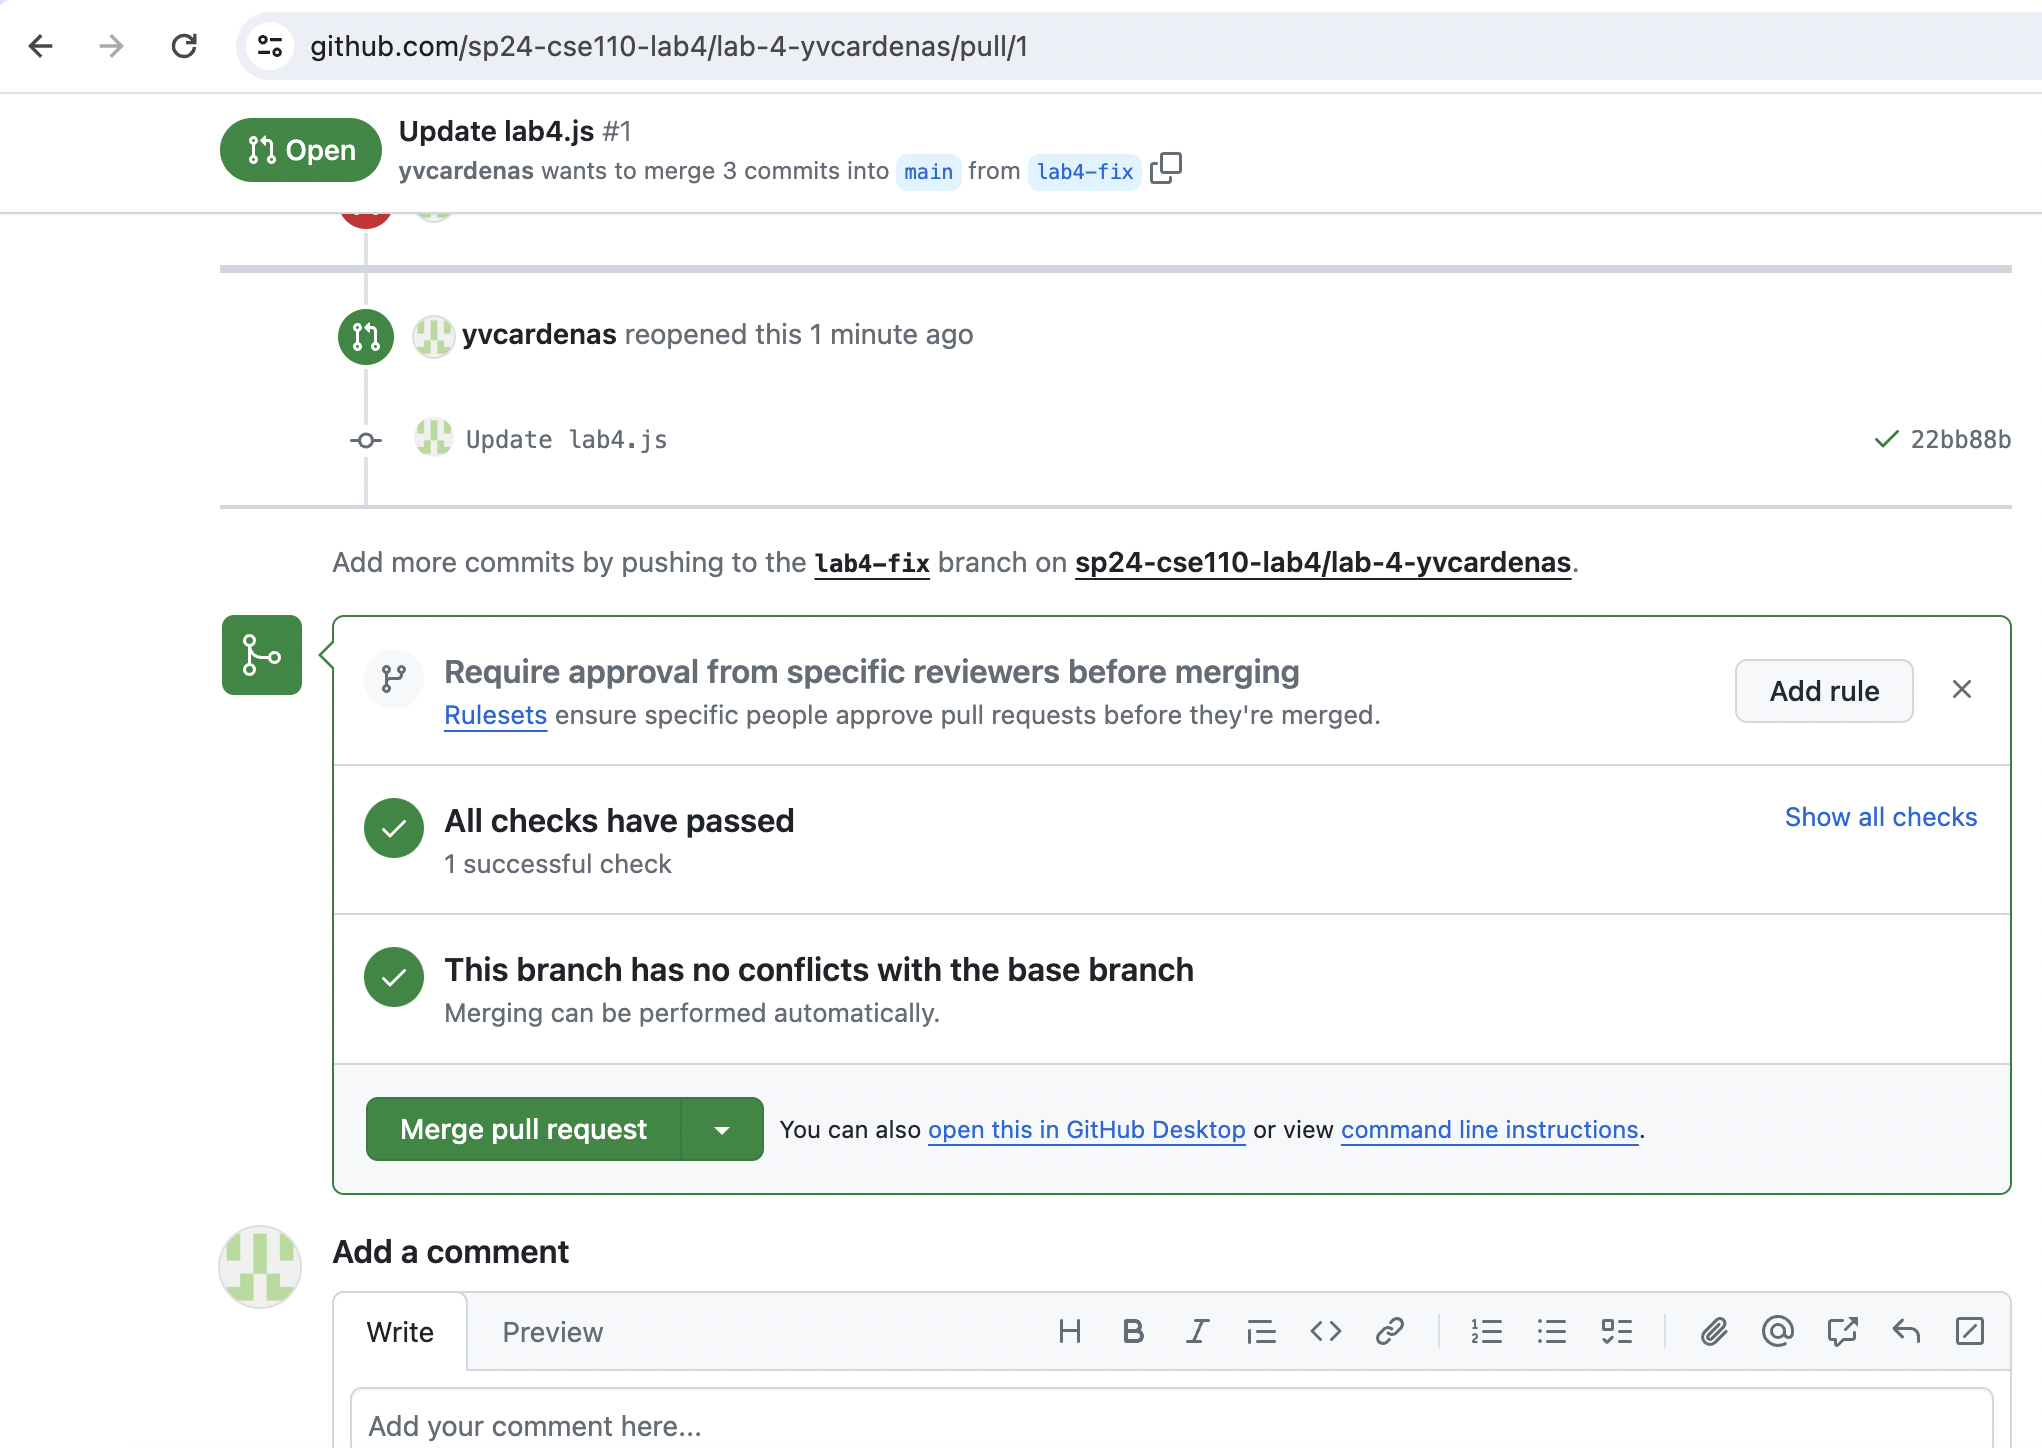 github.com/sp24-cse110-lab4/lab-4-yvcardenas/pull/1
Open
Update lab4.js #1
yvcardenas wants to merge 3 commits into main from lab4-fix
yvcardenas reopened this 1 minute ago
Update lab4.js
22bb88b
Add more commits by pushing to the lab4-fix branch on sp24-cse110-lab4/lab-4-yvcardenas.
Require approval from specific reviewers before merging
Rulesets ensure specific people approve pull requests before they're merged.
Add rule
All checks have passed
1 successful check
Show all checks
This branch has no conflicts with the base branch
Merging can be performed automatically.
Merge pull request
You can also open this in GitHub Desktop or view command line instructions.
Add a comment
Write
Preview
Add your comment here...